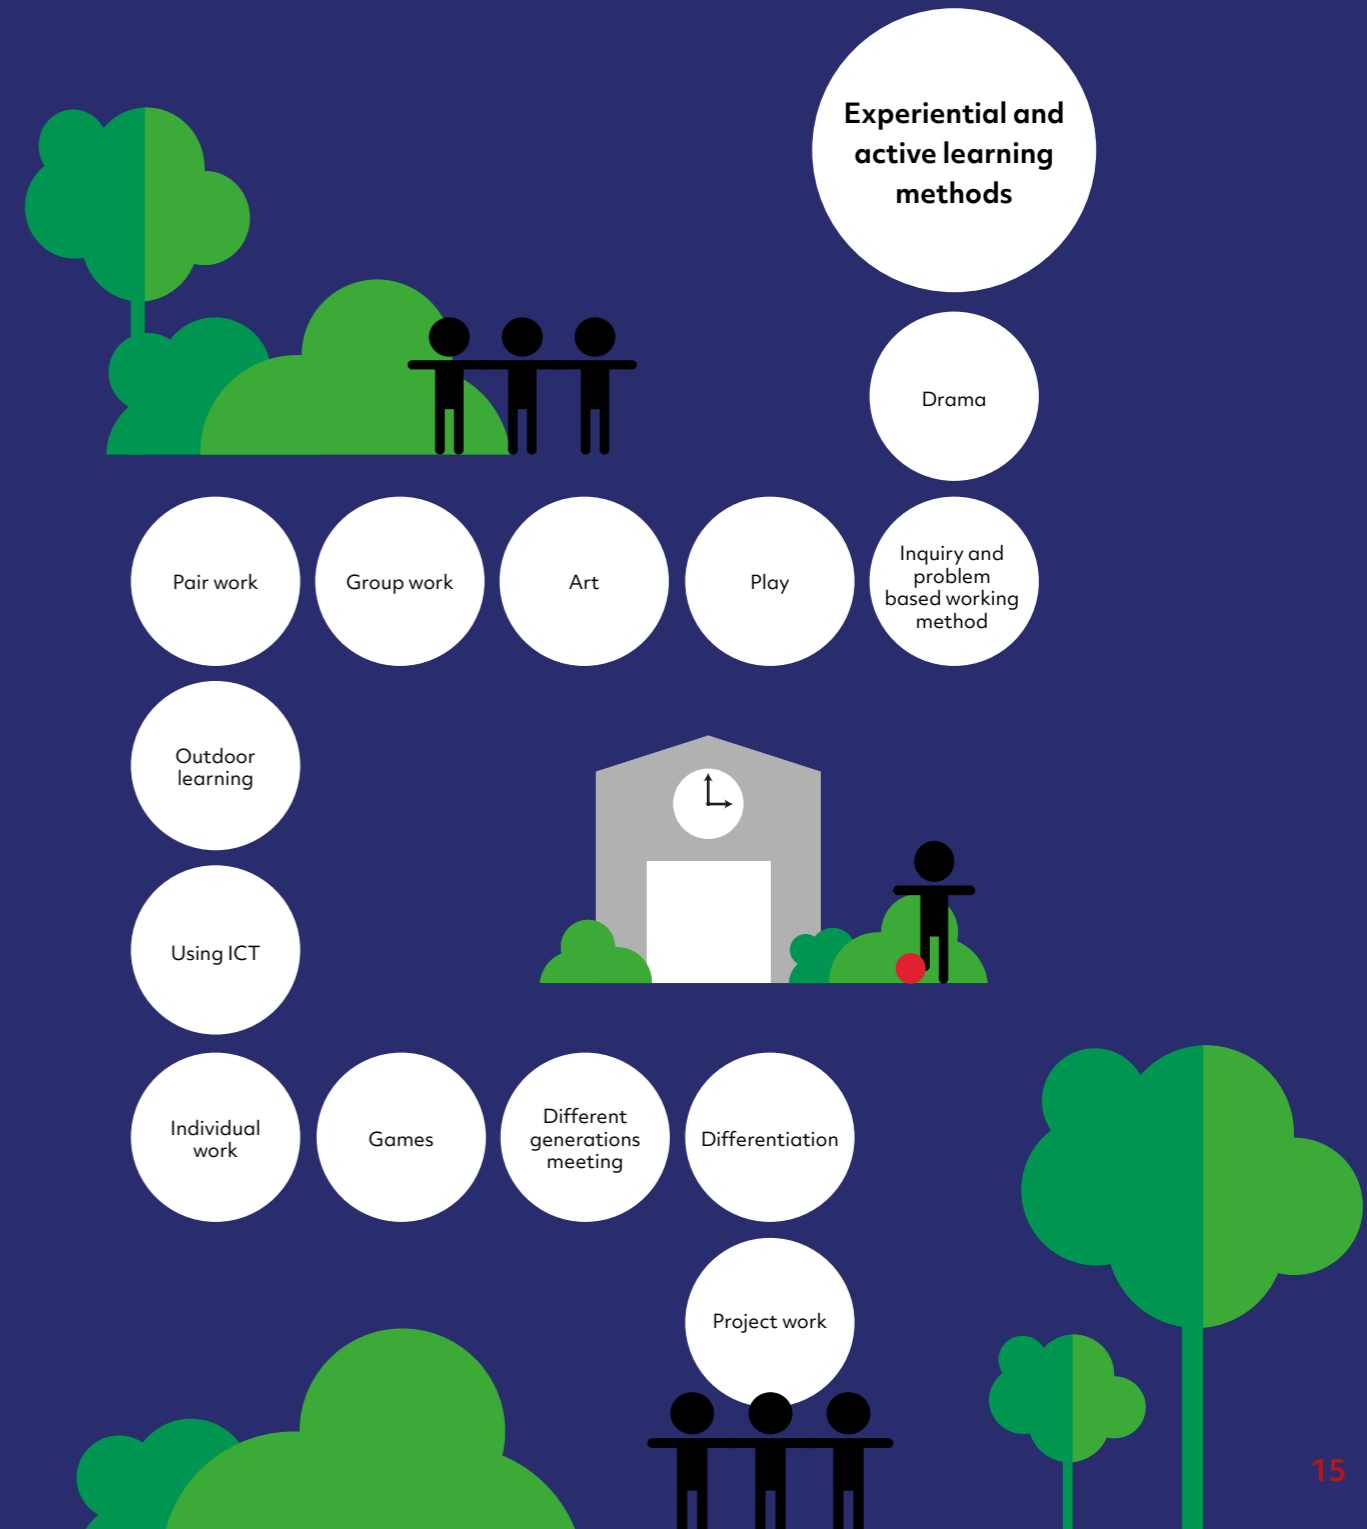 Experiential and
active learning
methods
Drama
Inquiry and
problem
based working
method
Play
Art
Group work
Pair work
Outdoor
learning
Using ICT
Individual
work
Games
Different
generations
meeting
Differentiation
Project work
15